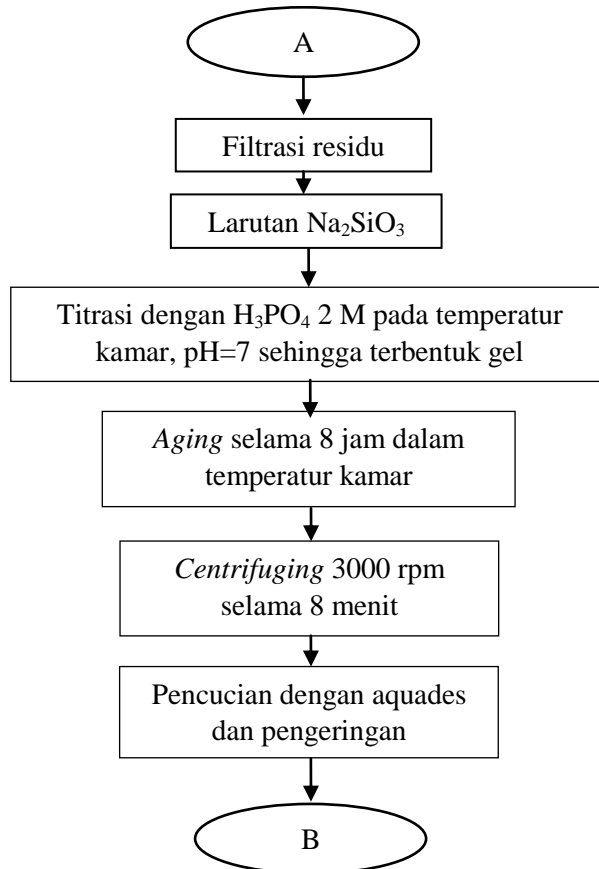 A
Filtrasi residu
Larutan Na₂SiO₃
Titrasi dengan H₃PO₄ 2 M pada temperatur
kamar, pH=7 sehingga terbentuk gel
Aging selama 8 jam dalam
temperatur kamar
Centrifuging 3000 rpm
selama 8 menit
Pencucian dengan aquades
dan pengeringan
B